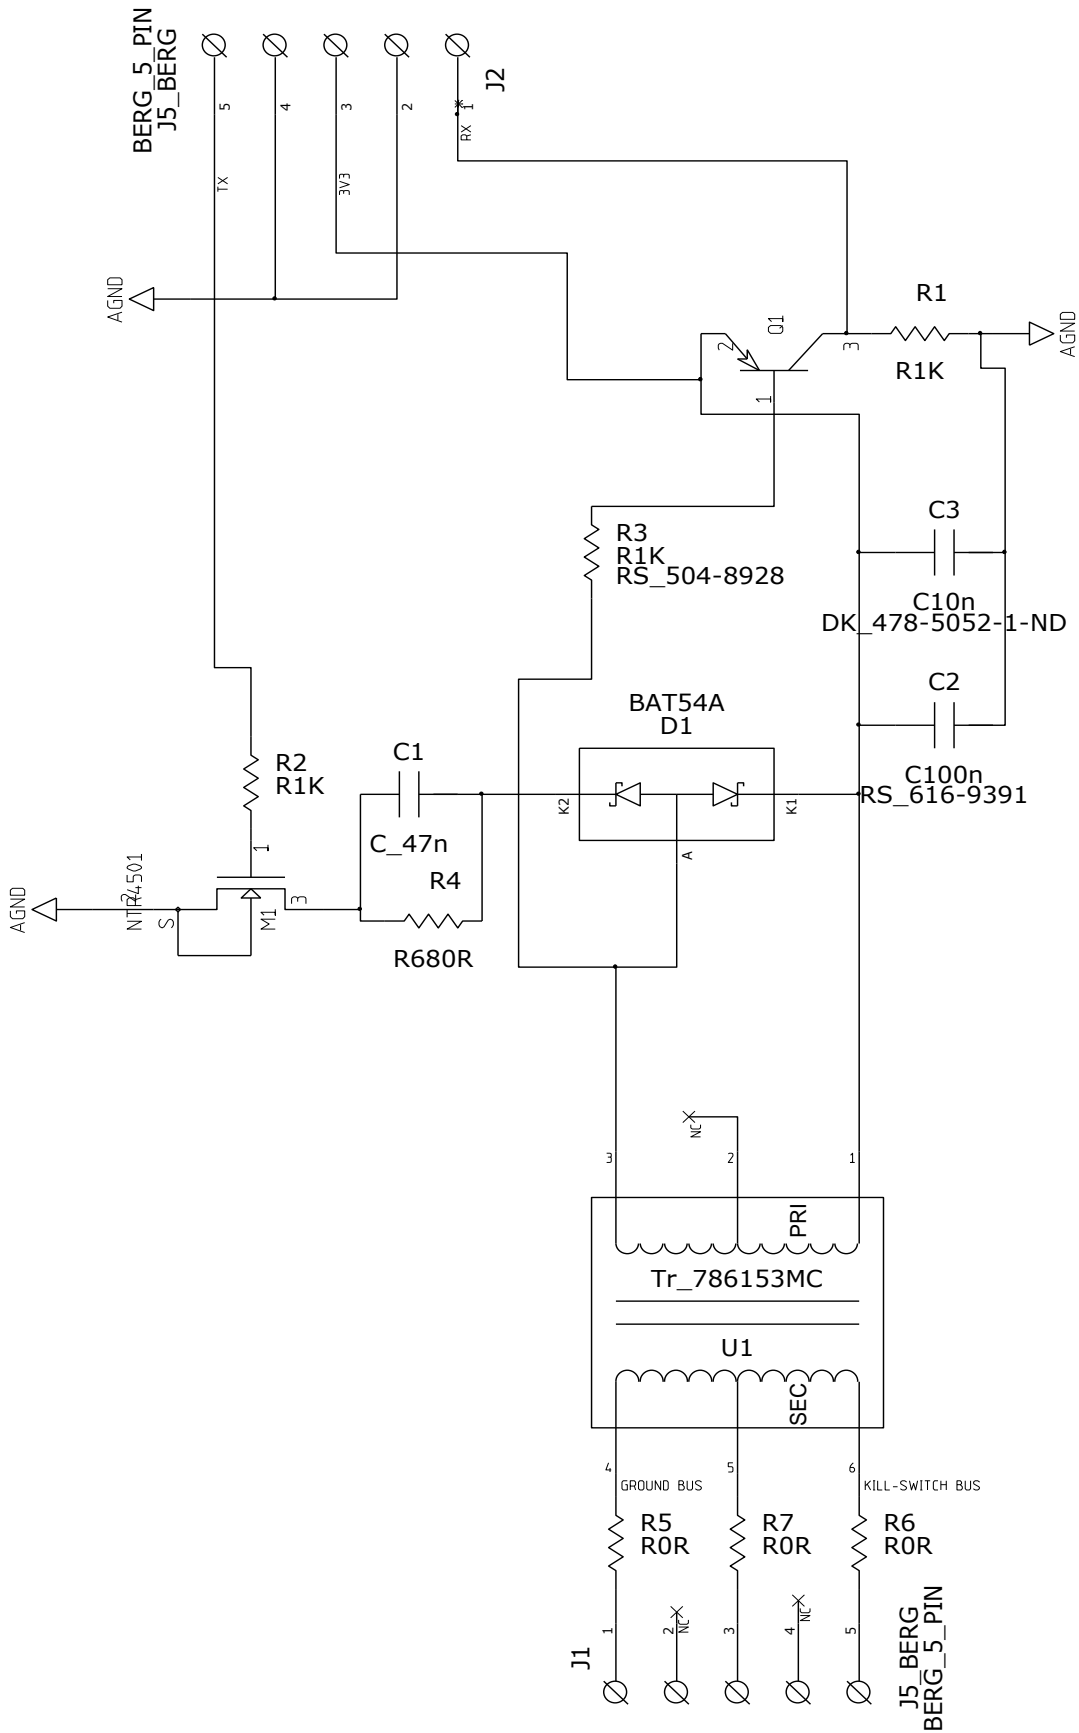 BERG_5_PIN
J5_BERG
J2
5
4
3
2
1
TX
3V3
RX
AGND
R1
Q1
2
3
1
R1K
AGND
R3
R1K
RS_504-8928
C3
C10n
DK_478-5052-1-ND
C2
C100n
RS_616-9391
BAT54A
D1
K2
K1
A
R2
R1K
C1
C_47n
R4
R680R
AGND
NTR4501
2
S
M1
1
3
NC
3
2
1
PRI
Tr_786153MC
U1
SEC
4
5
6
GROUND BUS
KILL-SWITCH BUS
R5
R0R
R7
R0R
R6
R0R
1
2
NC
3
4
NC
5
J1
J5_BERG
BERG_5_PIN